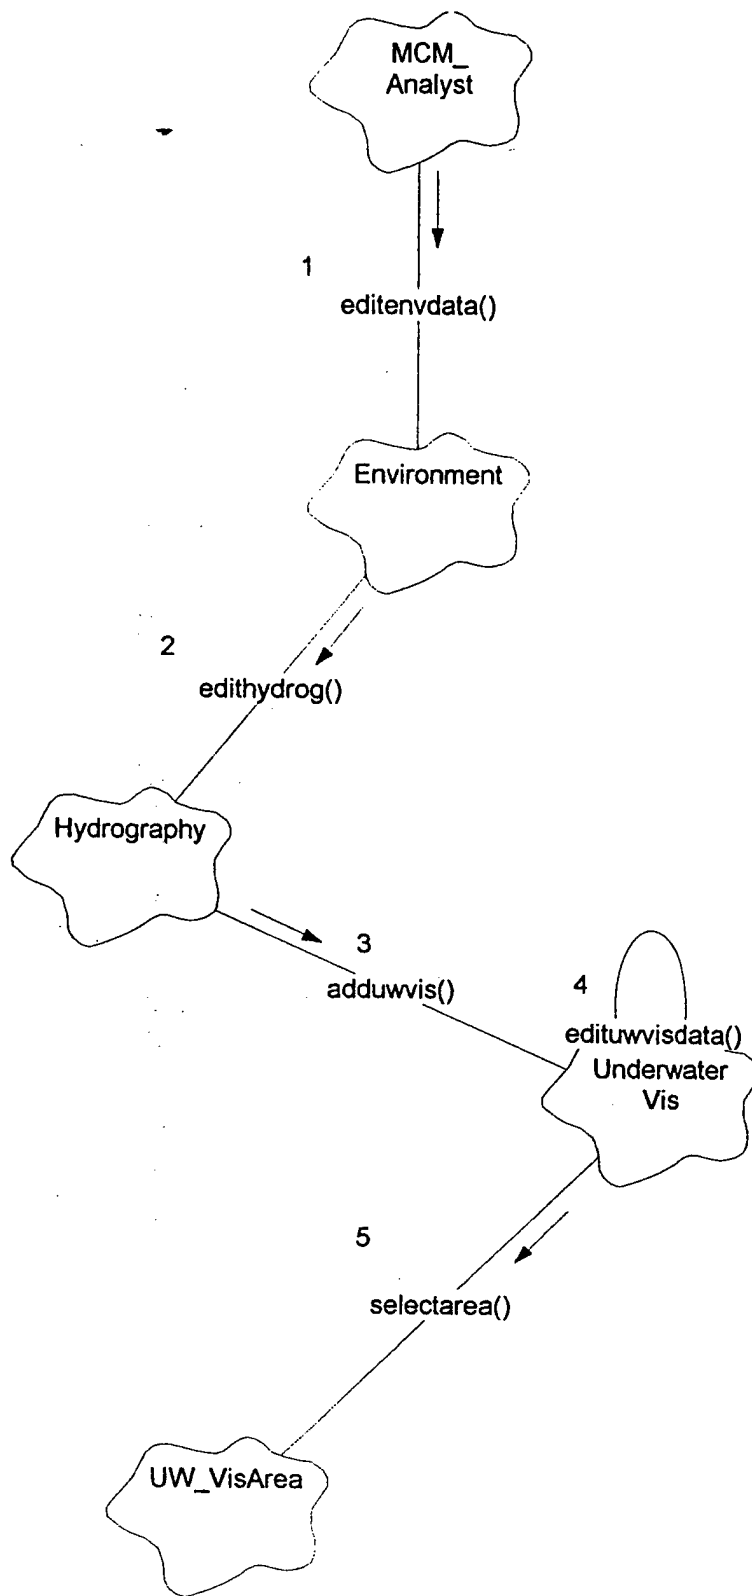 MCM_
Analyst
1
editenvdata()
Environment
2
edithydrog()
Hydrography
3
adduwvis()
4
edituwvisdata()
Underwater
Vis
5
selectarea()
UW_VisArea